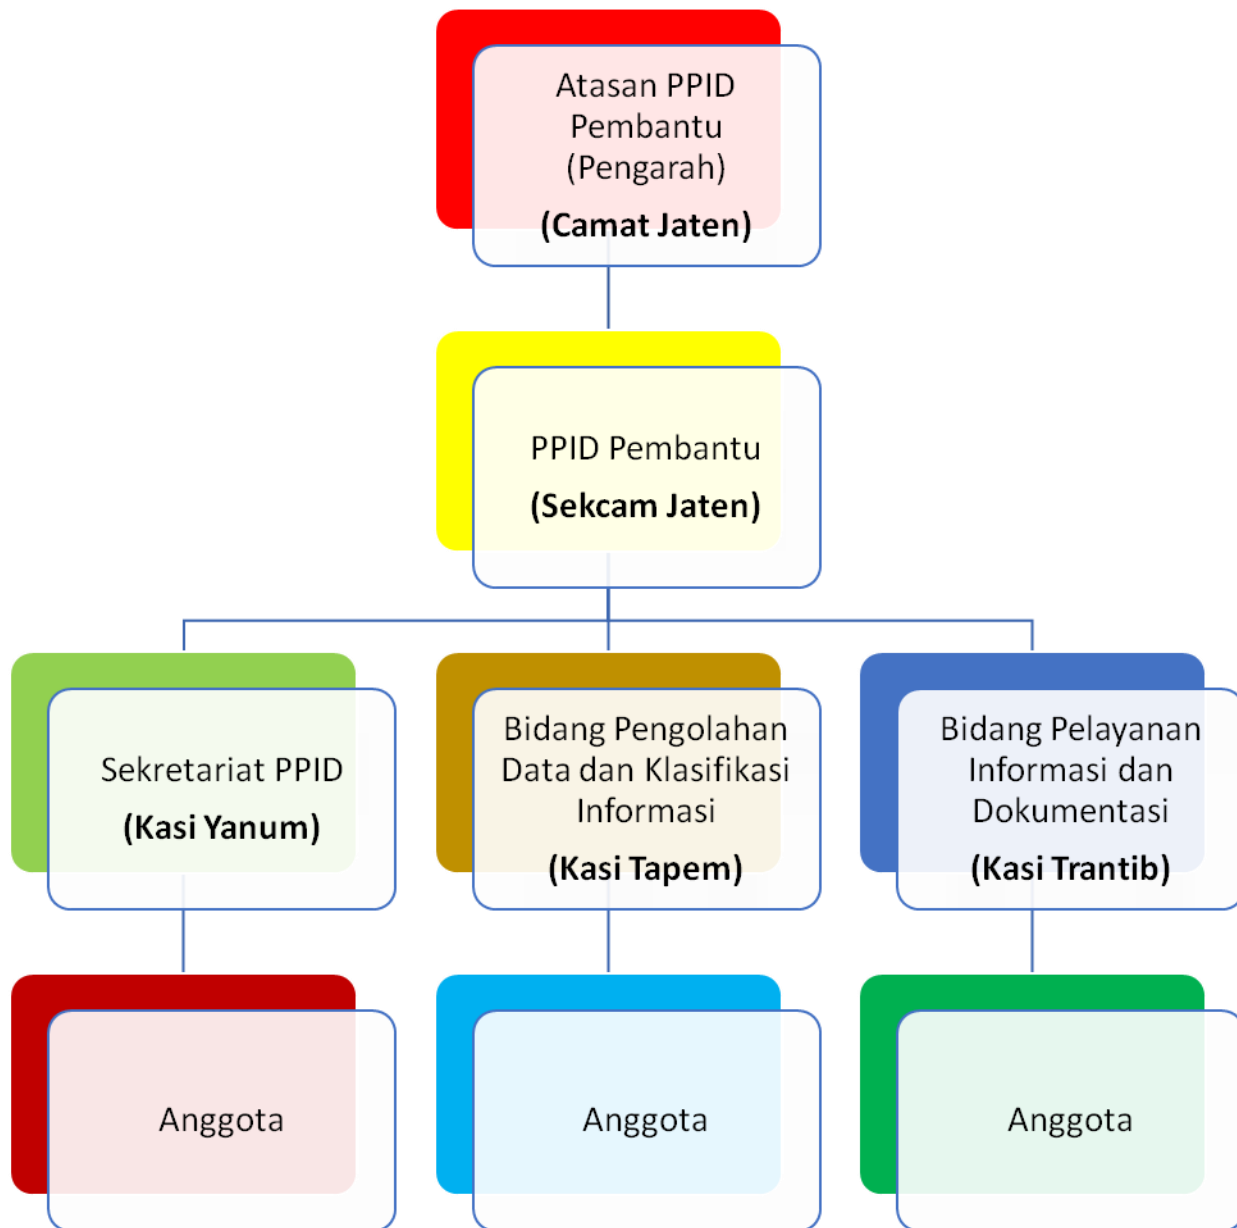 Atasan PPID
Pembantu
(Pengarah)
(Camat Jaten)
PPID Pembantu
(Sekcam Jaten)
Sekretariat PPID
(Kasi Yanum)
Bidang Pengolahan
Data dan Klasifikasi
Informasi
(Kasi Tapem)
Bidang Pelayanan
Informasi dan
Dokumentasi
(Kasi Trantib)
Anggota
Anggota
Anggota